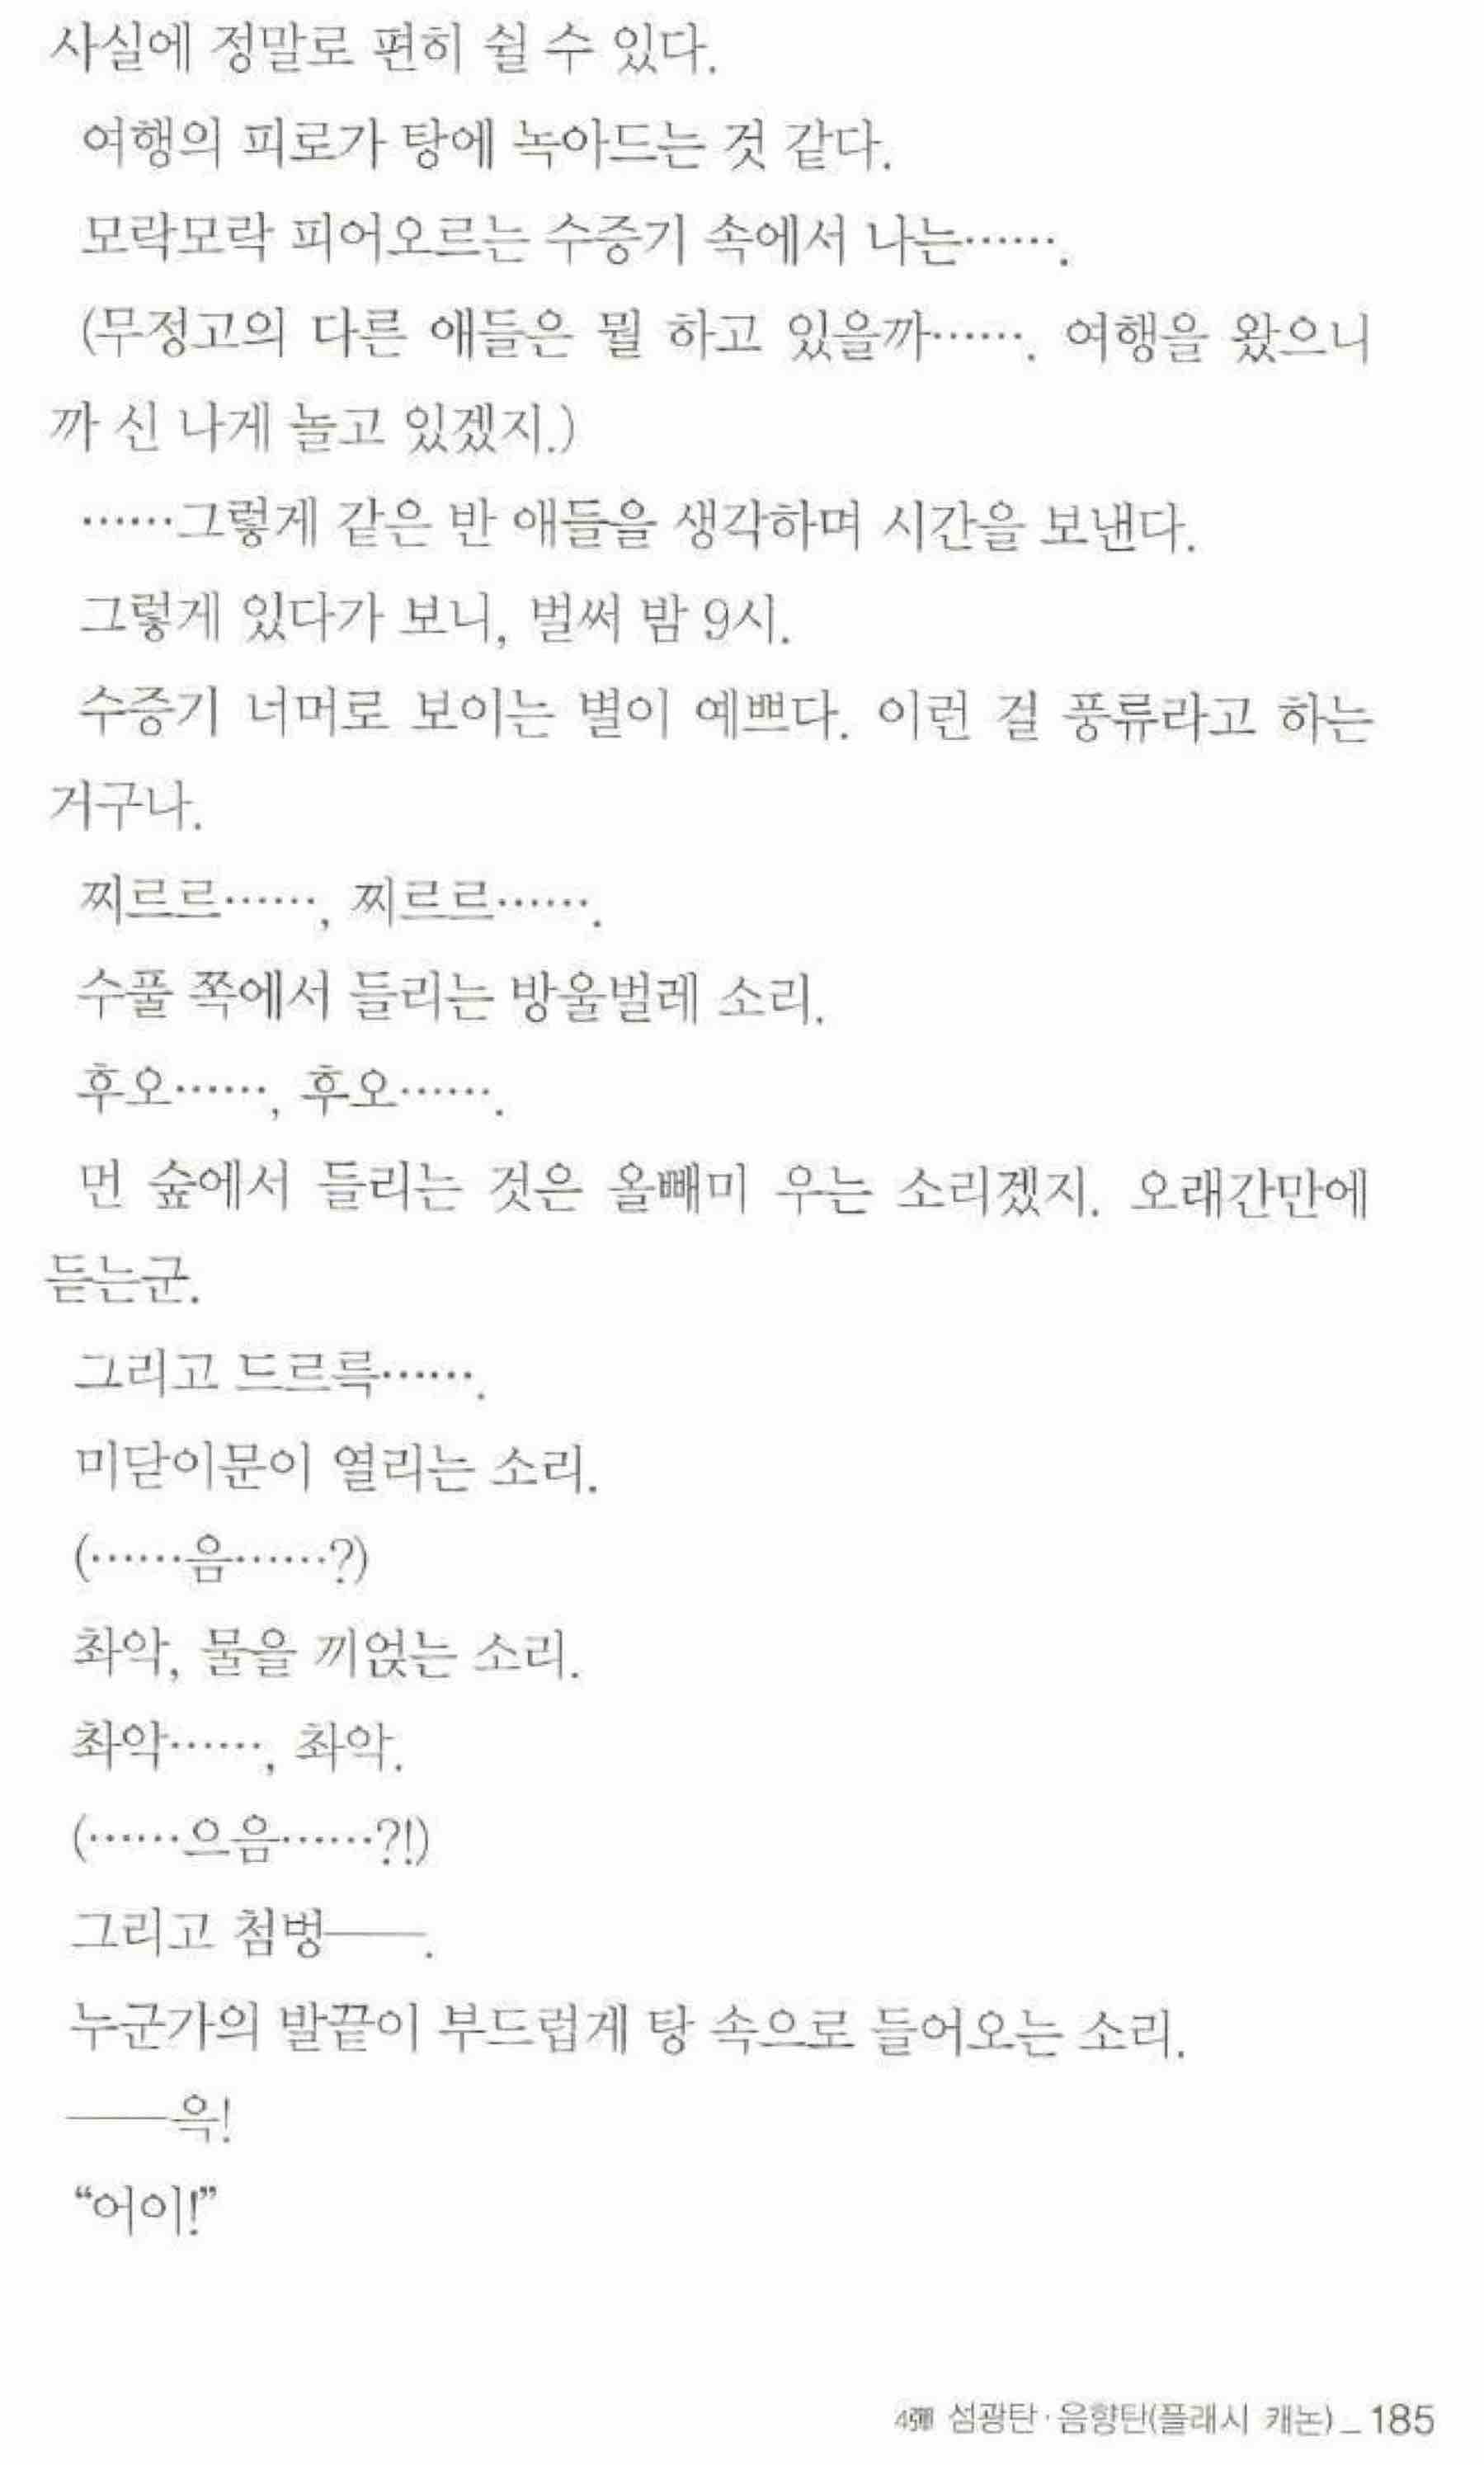 사실에 정말로 편히 쉴 수 있다.
여행의 피로가 탕에 녹아드는 것 같다.
모락모락 피어오르는 수증기 속에서 나는…….
(무정고의 다른 애들은 뭘 하고 있을까……. 여행을 왔으니
까 신 나게 놀고 있겠지.)
……그렇게 같은 반 애들을 생각하며 시간을 보낸다.
그렇게 있다가 보니, 벌써 밤 9시.
수증기 너머로 보이는 별이 예쁘다. 이런 걸 풍류라고 하는
거구나.
찌르르……, 찌르르…….
수풀 쪽에서 들리는 방울벌레 소리.
후오……, 후오…….
먼 숲에서 들리는 것은 올빼미 우는 소리겠지. 오래간만에
듣는군.
그리고 드르륵…….
미닫이문이 열리는 소리.
(……음……?)
촤악, 물을 끼얹는 소리.
촤악……, 촤악.
(……으음……?!)
그리고 첨벙――.
누군가의 발끝이 부드럽게 탕 속으로 들어오는 소리.
――윽!
“어이!”
4彈 섬광탄·음향탄(플래시 캐논)_185